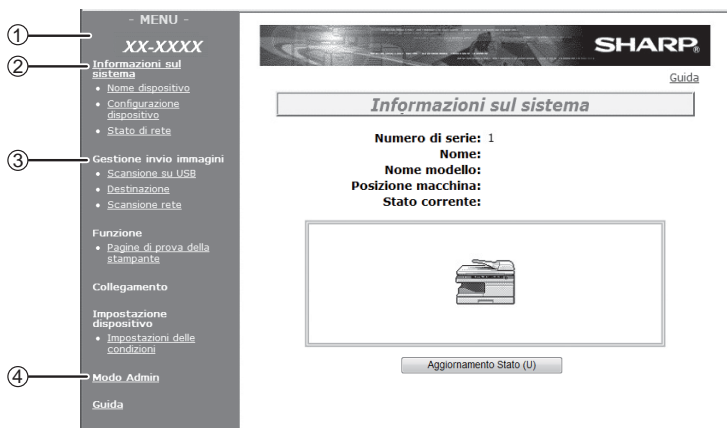 - MENU -
1
XX-XXXX
2
Informazioni sul
sistema
• Nome dispositivo
• Configurazione
dispositivo
• Stato di rete
3
Gestione invio immagini
• Scansione su USB
• Destinazione
• Scansione rete
Funzione
• Pagine di prova della
stampante
Collegamento
Impostazione
dispositivo
• Impostazioni delle
condizioni
4
Modo Admin
Guida
SHARP®
Guida
Informazioni sul sistema
Numero di serie: 1
Nome:
Nome modello:
Posizione macchina:
Stato corrente:
Aggiornamento Stato (U)